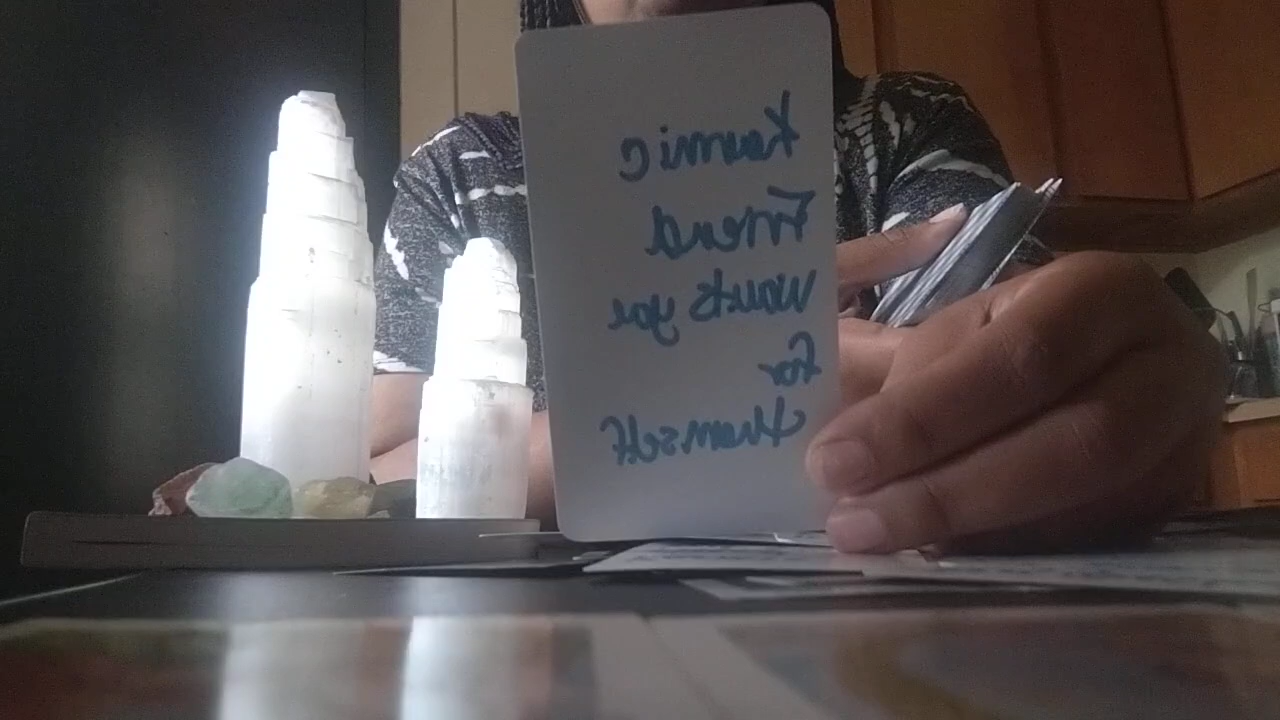 Karmic
Friend
Wants you
for
themself